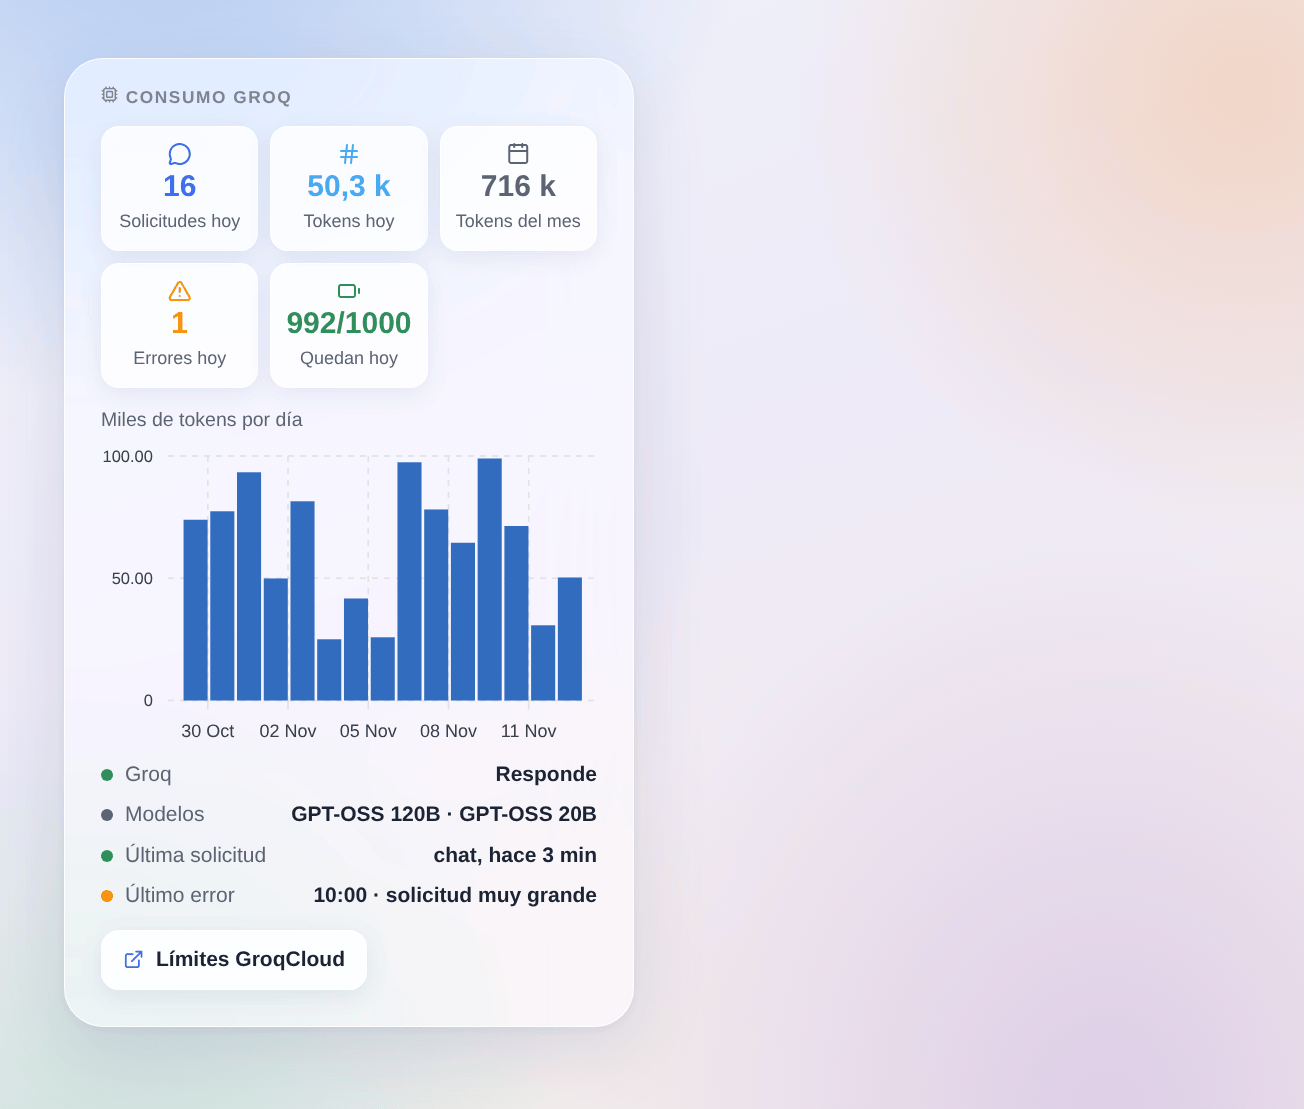 CONSUMO GROQ
16
Solicitudes hoy
50,3 k
Tokens hoy
716 k
Tokens del mes
1
Errores hoy
992/1000
Quedan hoy
Miles de tokens por día
100.00
50.00
0
30 Oct 02 Nov 05 Nov 08 Nov 11 Nov
Groq Responde
Modelos GPT-OSS 120B · GPT-OSS 20B
Última solicitud chat, hace 3 min
Último error 10:00 · solicitud muy grande
Límites GroqCloud